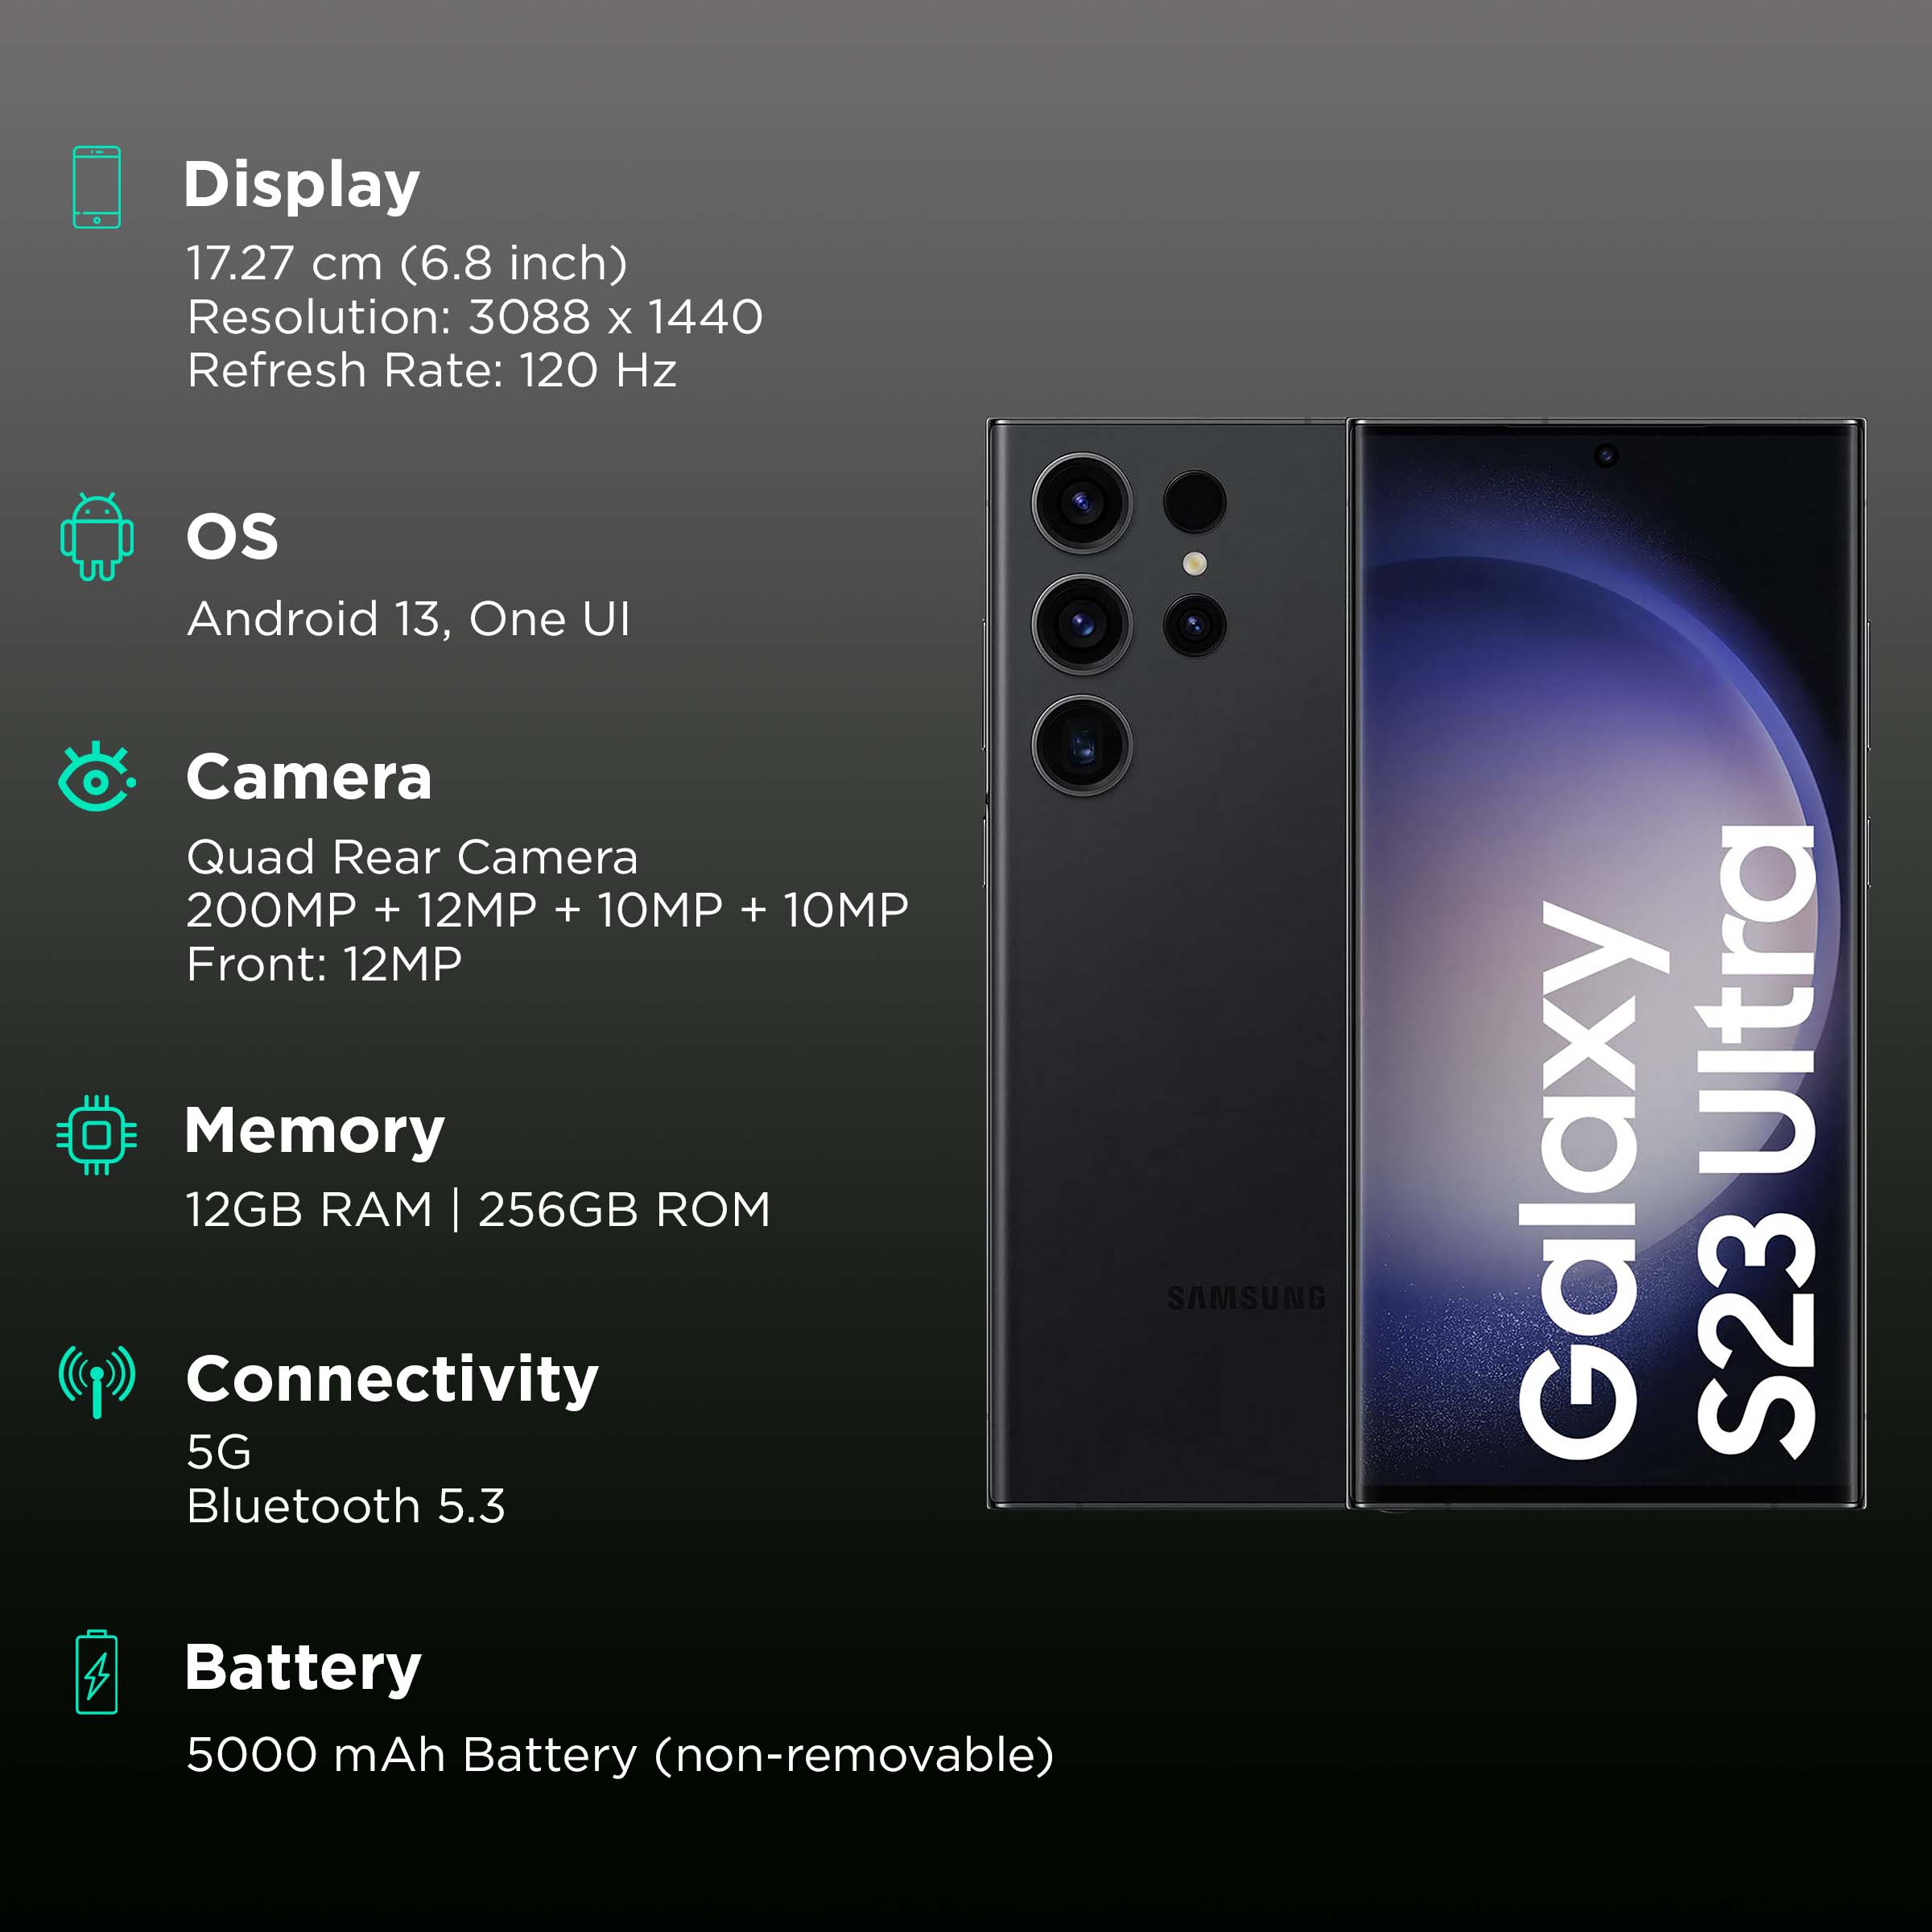 Display
17.27 cm (6.8 inch)
Resolution: 3088 x 1440
Refresh Rate: 120 Hz
OS
Android 13, One UI
Camera
Quad Rear Camera
200MP + 12MP + 10MP + 10MP
Front: 12MP
Memory
12GB RAM | 256GB ROM
Connectivity
5G
Bluetooth 5.3
Battery
5000 mAh Battery (non-removable)
SAMSUNG
Galaxy
S23 Ultra